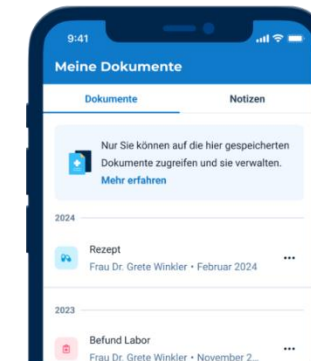 9:41
Meine Dokumente
Dokumente Notizen
Nur Sie können auf die hier gespeicherten
Dokumente zugreifen und sie verwalten.
Mehr erfahren
2024
Rezept
Frau Dr. Grete Winkler • Februar 2024
2023
Befund Labor
Frau Dr. Grete Winkler • November 2...